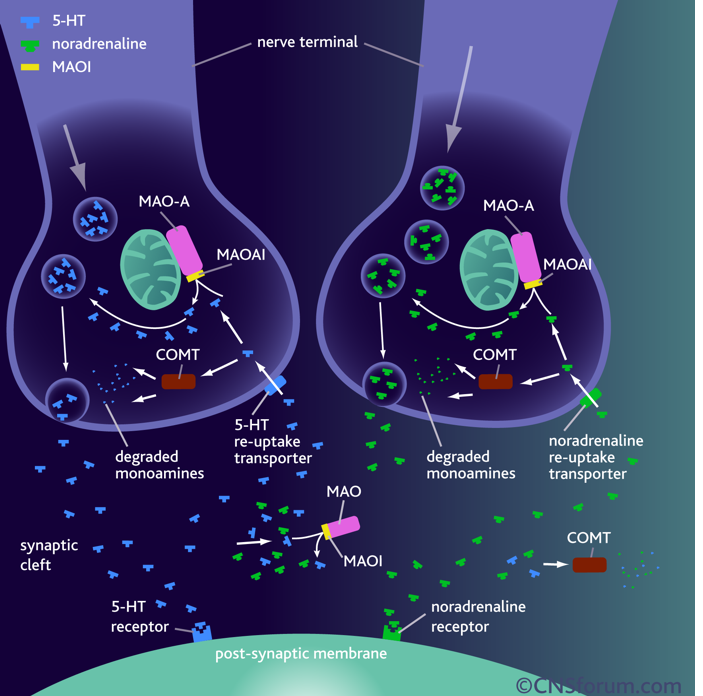 5-HT
noradrenaline
MAOI
nerve terminal
MAO-A
MAOAI
MAO-A
MAOAI
COMT
COMT
degraded
monoamines
5-HT
re-uptake
transporter
degraded
monoamines
noradrenaline
re-uptake
transporter
MAO
MAOI
synaptic
cleft
COMT
5-HT
receptor
noradrenaline
receptor
post-synaptic membrane
©CNSforum.com